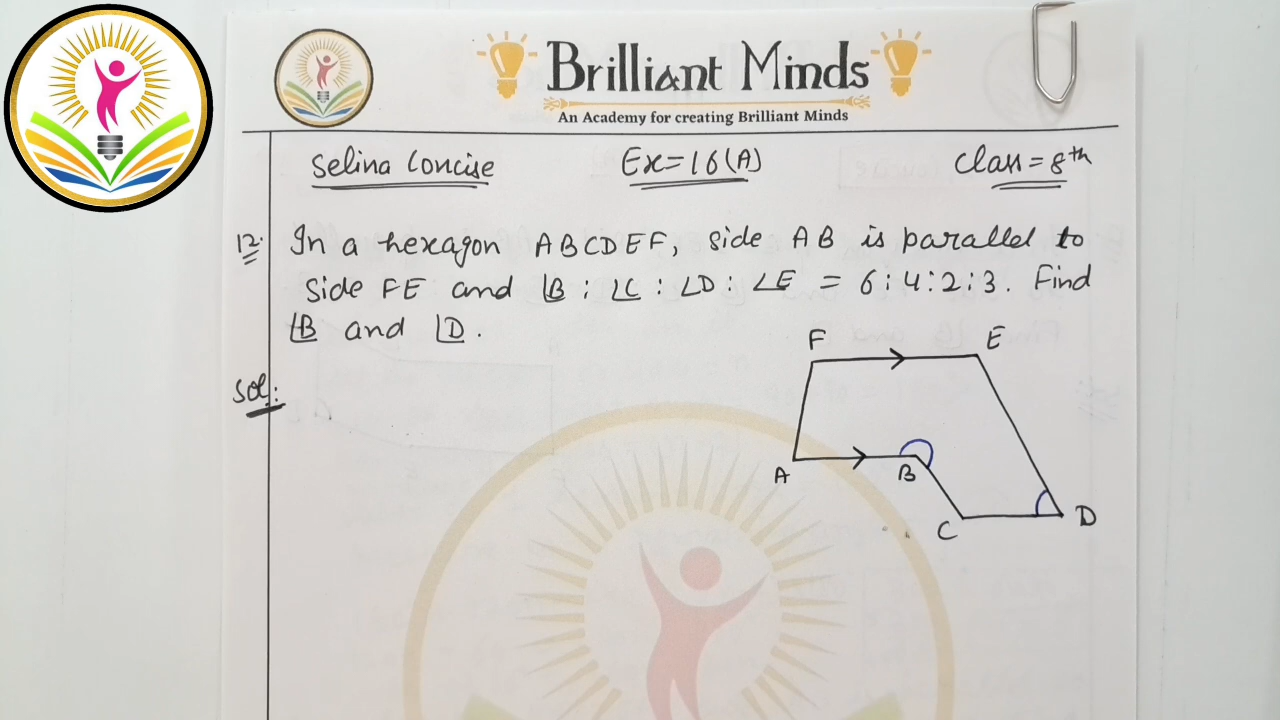 Brilliant Minds
An Academy for creating Brilliant Minds
Selina Concise Ex=16(A) Class=8th
12. In a hexagon ABCDEF, side AB is parallel to
side FE and ∠B : ∠C : ∠D : ∠E = 6:4:2:3. Find
∠B and ∠D.
Sol:
F E
A B
C D